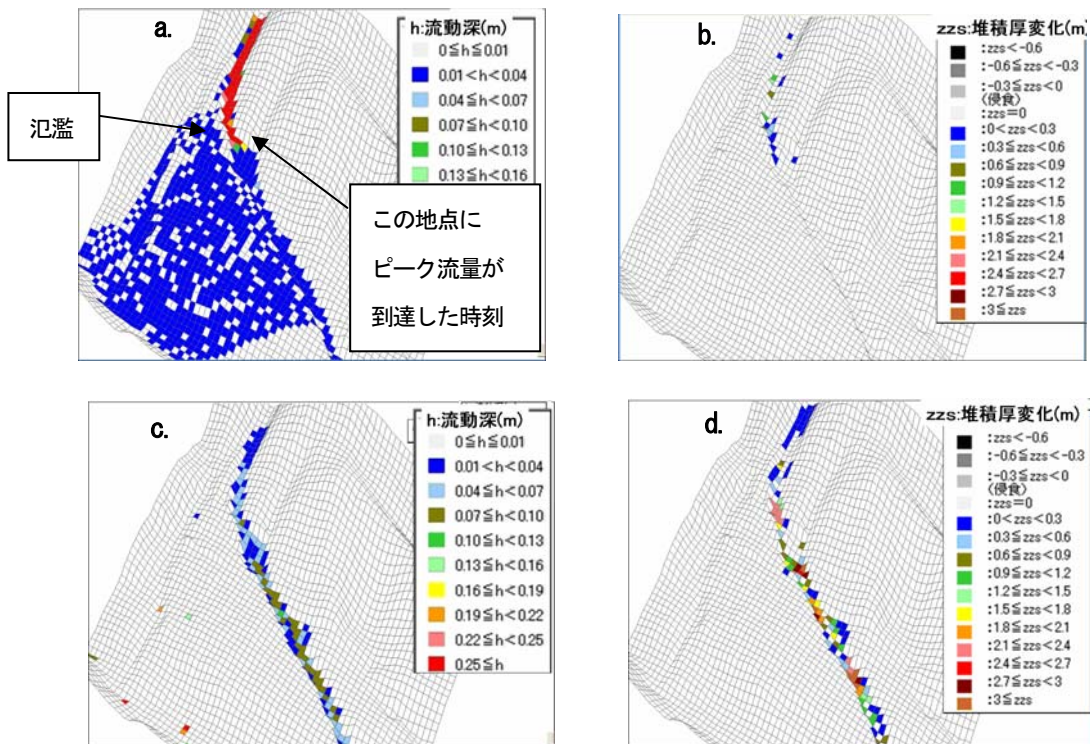 a.
h:流動深(m)
0≦h≦0.01
0.01<h<0.04
0.04≦h<0.07
0.07≦h<0.10
0.10≦h<0.13
0.13≦h<0.16
氾濫
この地点に
ピーク流量が
到達した時刻
b.
zzs:堆積厚変化(m)
:zzs<-0.6
:-0.6≦zzs<-0.3
:-0.3≦zzs<0
(侵食)
:zzs=0
:0<zzs<0.3
:0.3≦zzs<0.6
:0.6≦zzs<0.9
:0.9≦zzs<1.2
:1.2≦zzs<1.5
:1.5≦zzs<1.8
:1.8≦zzs<2.1
:2.1≦zzs<2.4
:2.4≦zzs<2.7
:2.7≦zzs<3
:3≦zzs
c.
h:流動深(m)
0≦h≦0.01
0.01<h<0.04
0.04≦h<0.07
0.07≦h<0.10
0.10≦h<0.13
0.13≦h<0.16
0.16≦h<0.19
0.19≦h<0.22
0.22≦h<0.25
0.25≦h
d.
zzs:堆積厚変化(m)
:zzs<-0.6
:-0.6≦zzs<-0.3
:-0.3≦zzs<0
(侵食)
:zzs=0
:0<zzs<0.3
:0.3≦zzs<0.6
:0.6≦zzs<0.9
:0.9≦zzs<1.2
:1.2≦zzs<1.5
:1.5≦zzs<1.8
:1.8≦zzs<2.1
:2.1≦zzs<2.4
:2.4≦zzs<2.7
:2.7≦zzs<3
:3≦zzs